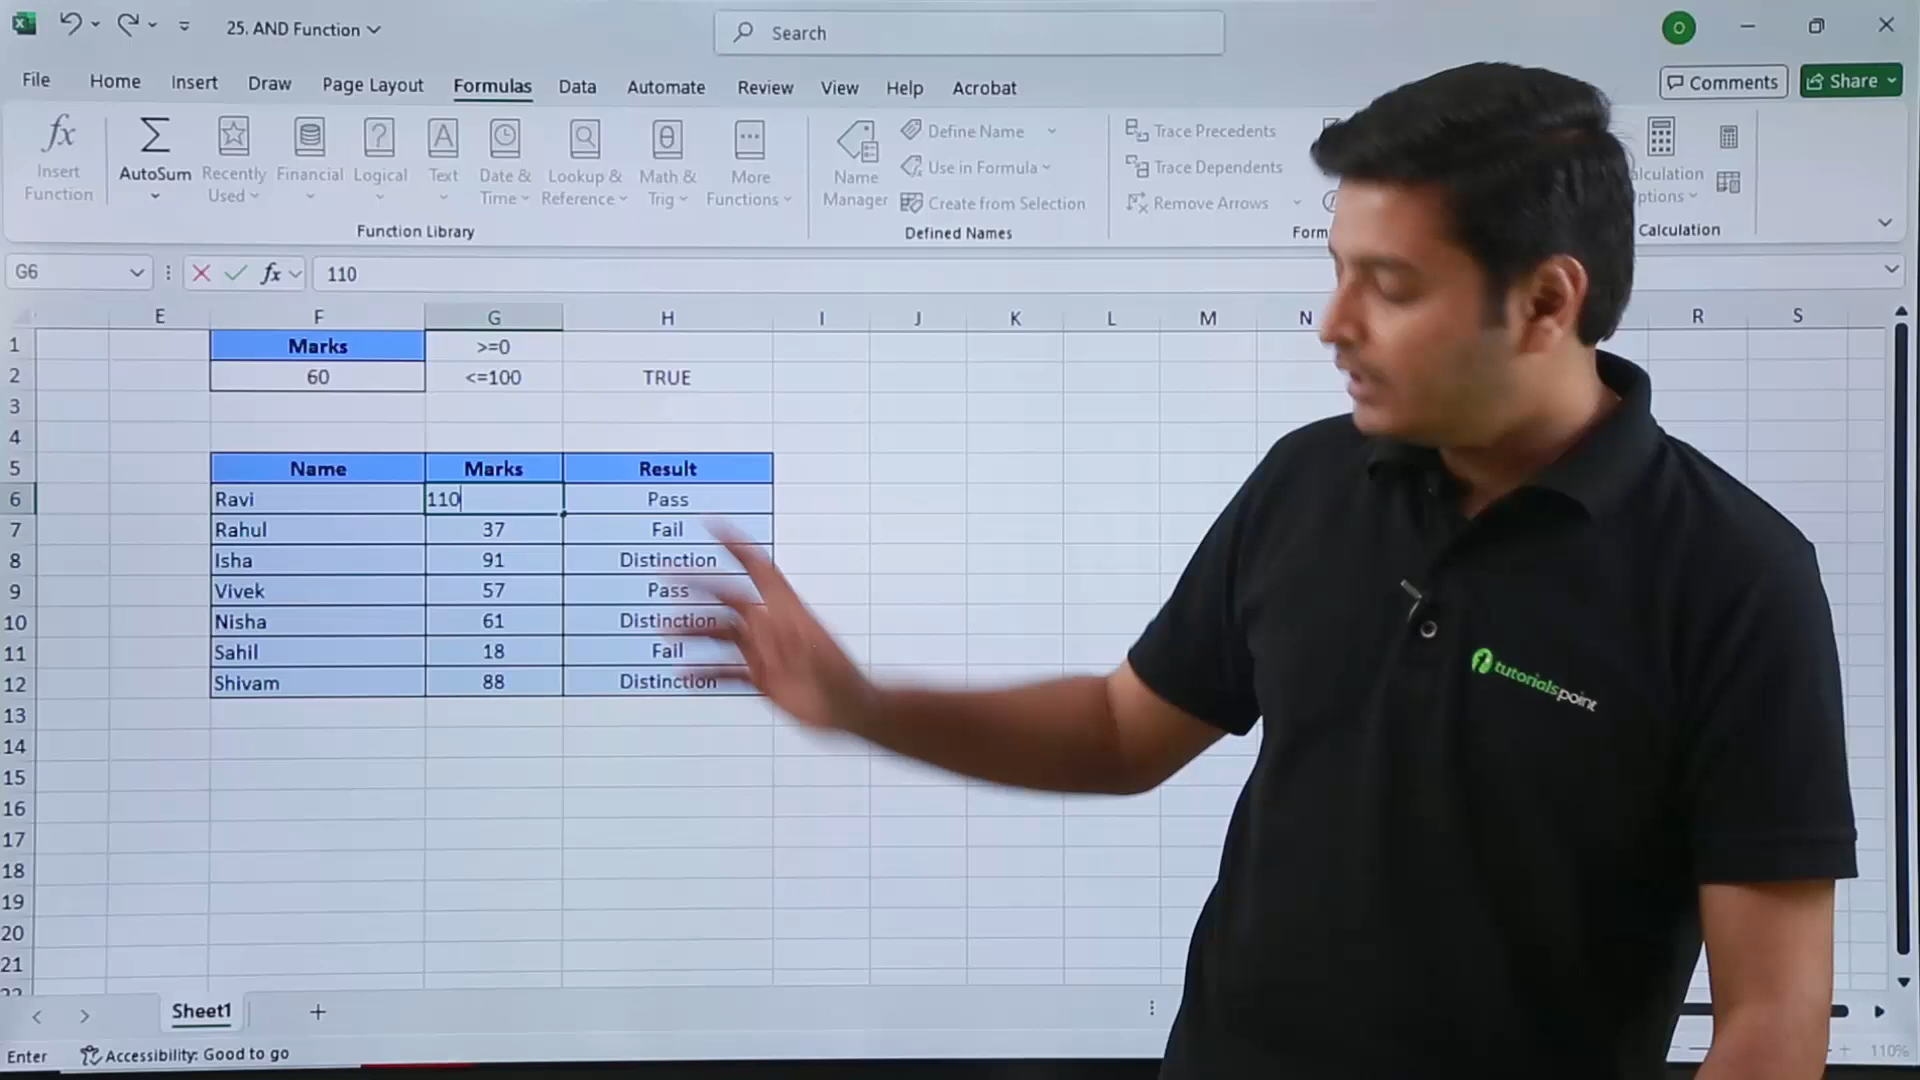 25. AND Function
Search
O
File Home Insert Draw Page Layout Formulas Data Automate Review View Help Acrobat
Comments
Share
Insert Function
AutoSum
Recently Used
Financial
Logical
Text
Date & Time
Lookup & Reference
Math & Trig
More Functions
Function Library
Name Manager
Define Name
Use in Formula
Create from Selection
Defined Names
Trace Precedents
Trace Dependents
Remove Arrows
Calculation
G6
fx 110
E F G H I J K L M N R S
1 Marks >=0
2 60 <=100 TRUE
3
4
5 Name Marks Result
6 Ravi 110 Pass
7 Rahul 37 Fail
8 Isha 91 Distinction
9 Vivek 57 Pass
10 Nisha 61 Distinction
11 Sahil 18 Fail
12 Shivam 88 Distinction
13
14
15
16
17
18
19
20
21
tutorialspoint
Sheet1
Enter
Accessibility: Good to go
110%